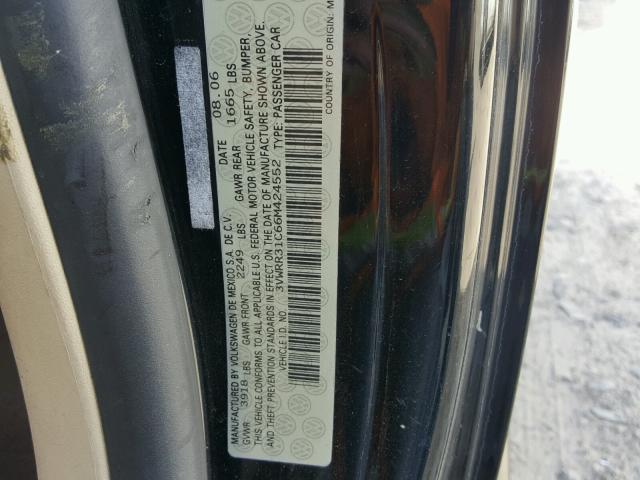 MANUFACTURED BY VOLKSWAGEN DE MEXICO S.A. DE C.V. DATE 08.06
GVWR 3918 LBS GAWR FRONT 2249 LBS GAWR REAR 1665 LBS
THIS VEHICLE CONFORMS TO ALL APPLICABLE U.S. FEDERAL MOTOR VEHICLE SAFETY, BUMPER,
AND THEFT PREVENTION STANDARDS IN EFFECT ON THE DATE OF MANUFACTURE SHOWN ABOVE.
VEHICLE I.D. NO. 3VWRR31C66M424552 TYPE: PASSENGER CAR
COUNTRY OF ORIGIN: M